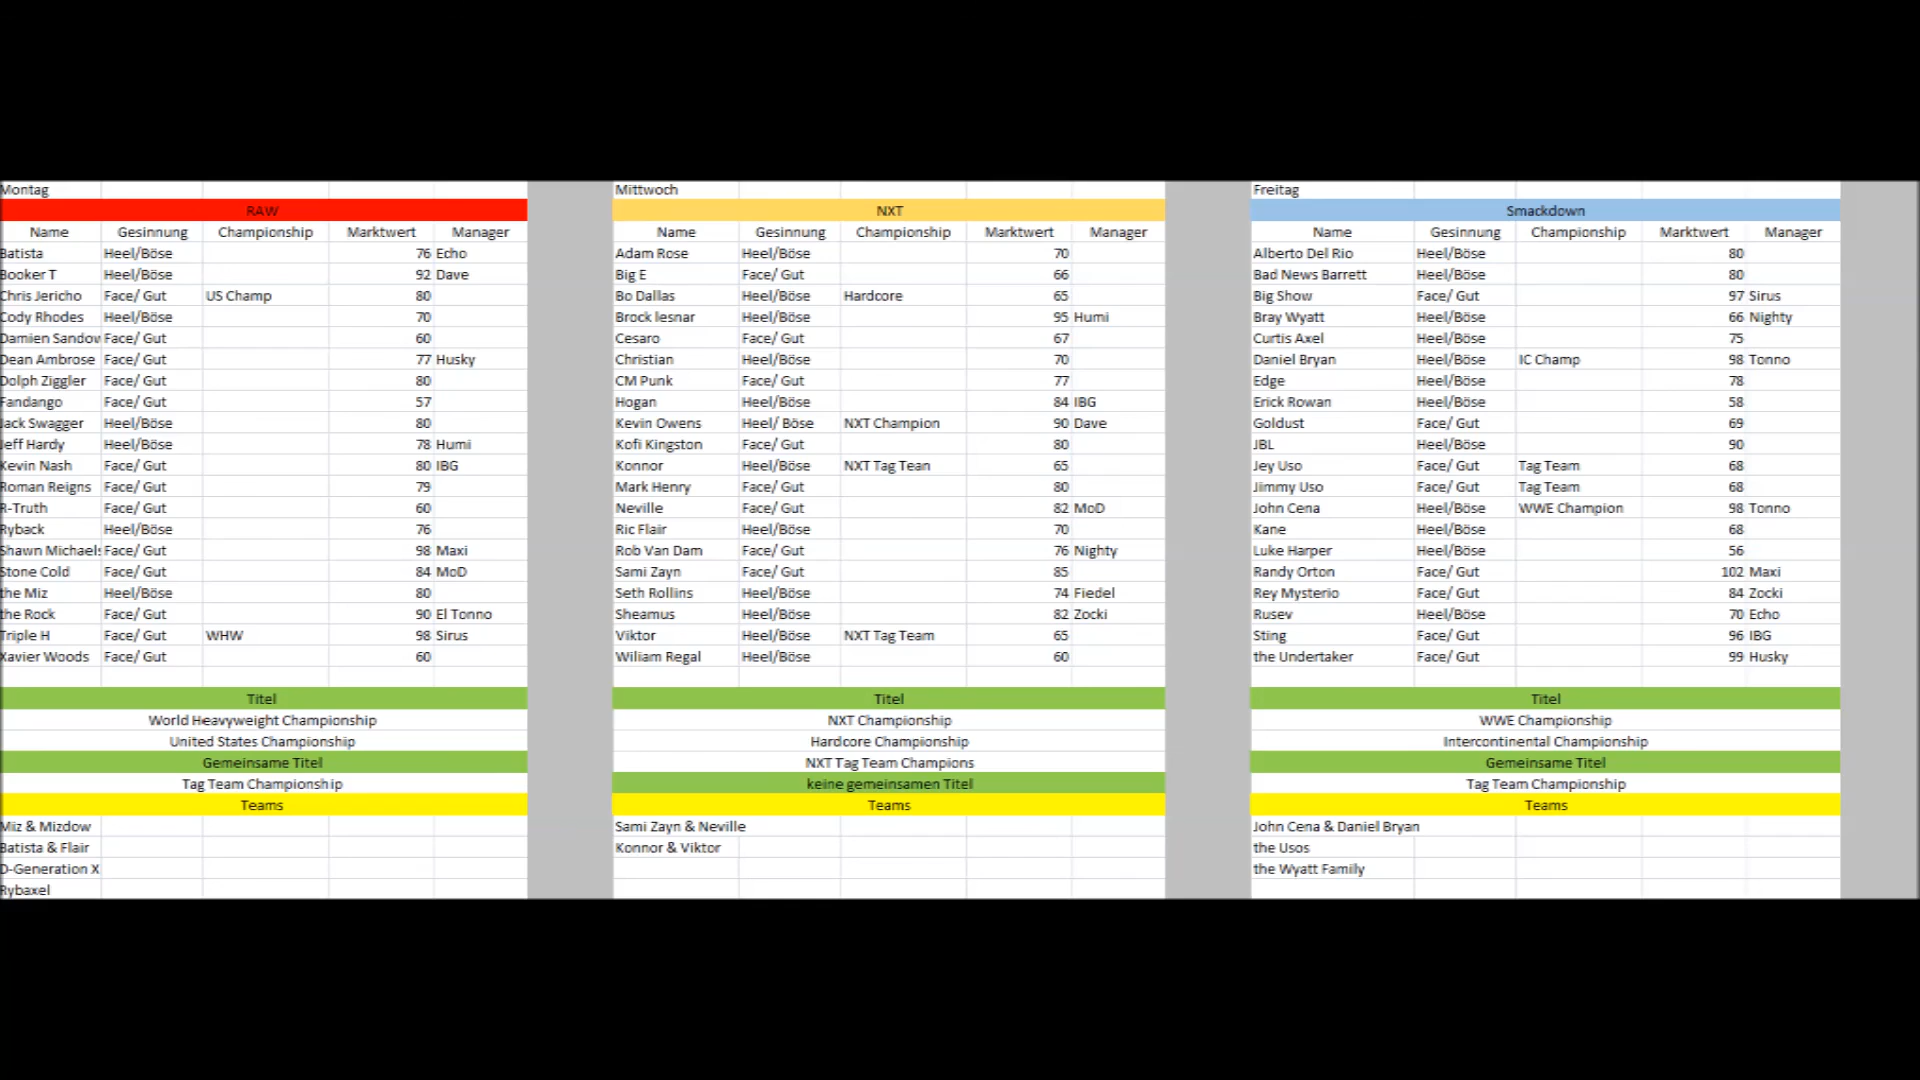 Montag
RAW
Name Gesinnung Championship Marktwert Manager
Batista Heel/Böse 76 Echo
Booker T Heel/Böse 92 Dave
Chris Jericho Face/ Gut US Champ 80
Cody Rhodes Heel/Böse 70
Damien Sandow Face/ Gut 60
Dean Ambrose Face/ Gut 77 Husky
Dolph Ziggler Face/ Gut 80
Fandango Face/ Gut 57
Jack Swagger Heel/Böse 80
Jeff Hardy Heel/Böse 78 Humi
Kevin Nash Face/ Gut 80 IBG
Roman Reigns Face/ Gut 79
R-Truth Face/ Gut 60
Ryback Heel/Böse 76
Shawn Michaels Face/ Gut 98 Maxi
Stone Cold Face/ Gut 84 MoD
the Miz Heel/Böse 80
the Rock Face/ Gut 90 El Tonno
Triple H Face/ Gut WHW 98 Sirus
Xavier Woods Face/ Gut 60
Titel
World Heavyweight Championship
United States Championship
Gemeinsame Titel
Tag Team Championship
Teams
Miz & Mizdow
Batista & Flair
D-Generation X
Rybaxel
Mittwoch
NXT
Name Gesinnung Championship Marktwert Manager
Adam Rose Heel/Böse 70
Big E Face/ Gut 66
Bo Dallas Heel/Böse Hardcore 65
Brock lesnar Heel/Böse 95 Humi
Cesaro Face/ Gut 67
Christian Heel/Böse 70
CM Punk Face/ Gut 77
Hogan Heel/Böse 84 IBG
Kevin Owens Heel/ Böse NXT Champion 90 Dave
Kofi Kingston Face/ Gut 80
Konnor Heel/Böse NXT Tag Tean 65
Mark Henry Face/ Gut 80
Neville Face/ Gut 82 MoD
Ric Flair Heel/Böse 70
Rob Van Dam Face/ Gut 76 Nighty
Sami Zayn Face/ Gut 85
Seth Rollins Heel/Böse 74 Fiedel
Sheamus Heel/Böse 82 Zocki
Viktor Heel/Böse NXT Tag Team 65
Wiliam Regal Heel/Böse 60
Titel
NXT Championship
Hardcore Championship
NXT Tag Team Champions
keine gemeinsamen Titel
Teams
Sami Zayn & Neville
Konnor & Viktor
Freitag
Smackdown
Name Gesinnung Championship Marktwert Manager
Alberto Del Rio Heel/Böse 80
Bad News Barrett Heel/Böse 80
Big Show Face/ Gut 97 Sirus
Bray Wyatt Heel/Böse 66 Nighty
Curtis Axel Heel/Böse 75
Daniel Bryan Heel/Böse IC Champ 98 Tonno
Edge Heel/Böse 78
Erick Rowan Heel/Böse 58
Goldust Face/ Gut 69
JBL Heel/Böse 90
Jey Uso Face/ Gut Tag Team 68
Jimmy Uso Face/ Gut Tag Team 68
John Cena Heel/Böse WWE Champion 98 Tonno
Kane Heel/Böse 68
Luke Harper Heel/Böse 56
Randy Orton Face/ Gut 102 Maxi
Rey Mysterio Face/ Gut 84 Zocki
Rusev Heel/Böse 70 Echo
Sting Face/ Gut 96 IBG
the Undertaker Face/ Gut 99 Husky
Titel
WWE Championship
Intercontinental Championship
Gemeinsame Titel
Tag Team Championship
Teams
John Cena & Daniel Bryan
the Usos
the Wyatt Family